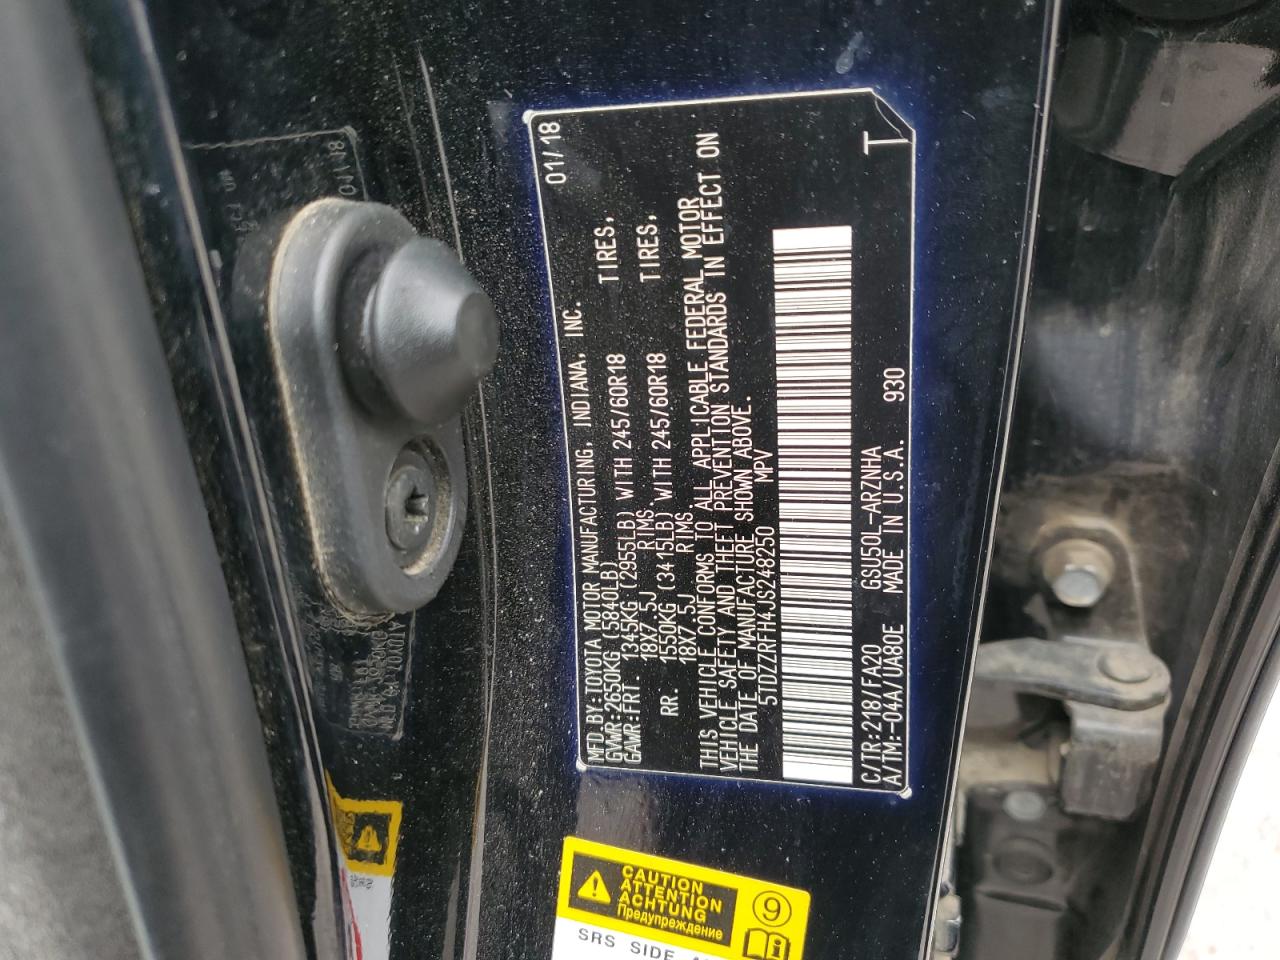 01/18
MFD.BY:TOYOTA MOTOR MANUFACTURING, INDIANA, INC.
GVWR:2650KG (5840LB)
GAWR:FRT. 1345KG (2955LB) WITH 245/60R18 TIRES,
18X7.5J RIMS
RR. 1550KG (3415LB) WITH 245/60R18 TIRES,
18X7.5J RIMS.
THIS VEHICLE CONFORMS TO ALL APPLICABLE FEDERAL MOTOR
VEHICLE SAFETY AND THEFT PREVENTION STANDARDS IN EFFECT ON
THE DATE OF MANUFACTURE SHOWN ABOVE.
5TDZZRFH4JS248250 MPV
T
C/TR:218/FA20 GSU50L-ARZNHA
A/TM:-04A/UA80E MADE IN U.S.A. 930
CAUTION
ATTENTION
ACHTUNG
Предупреждение
9
SRS SIDE